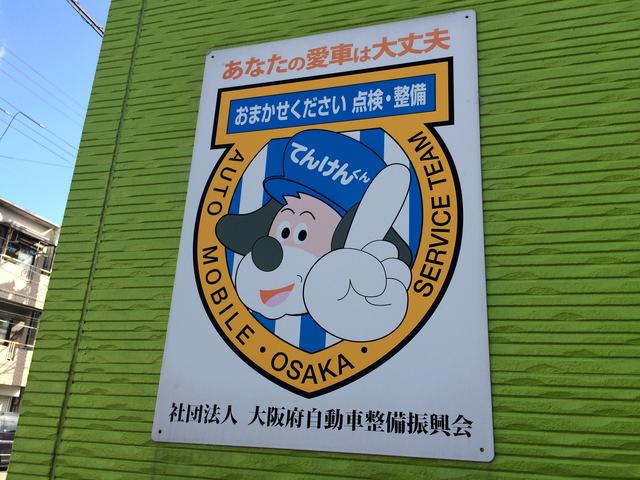 あなたの愛車は大丈夫
おまかせください 点検・整備
てんけんくん
AUTO MOBILE・OSAKA・SERVICE TEAM
社団法人 大阪府自動車整備振興会